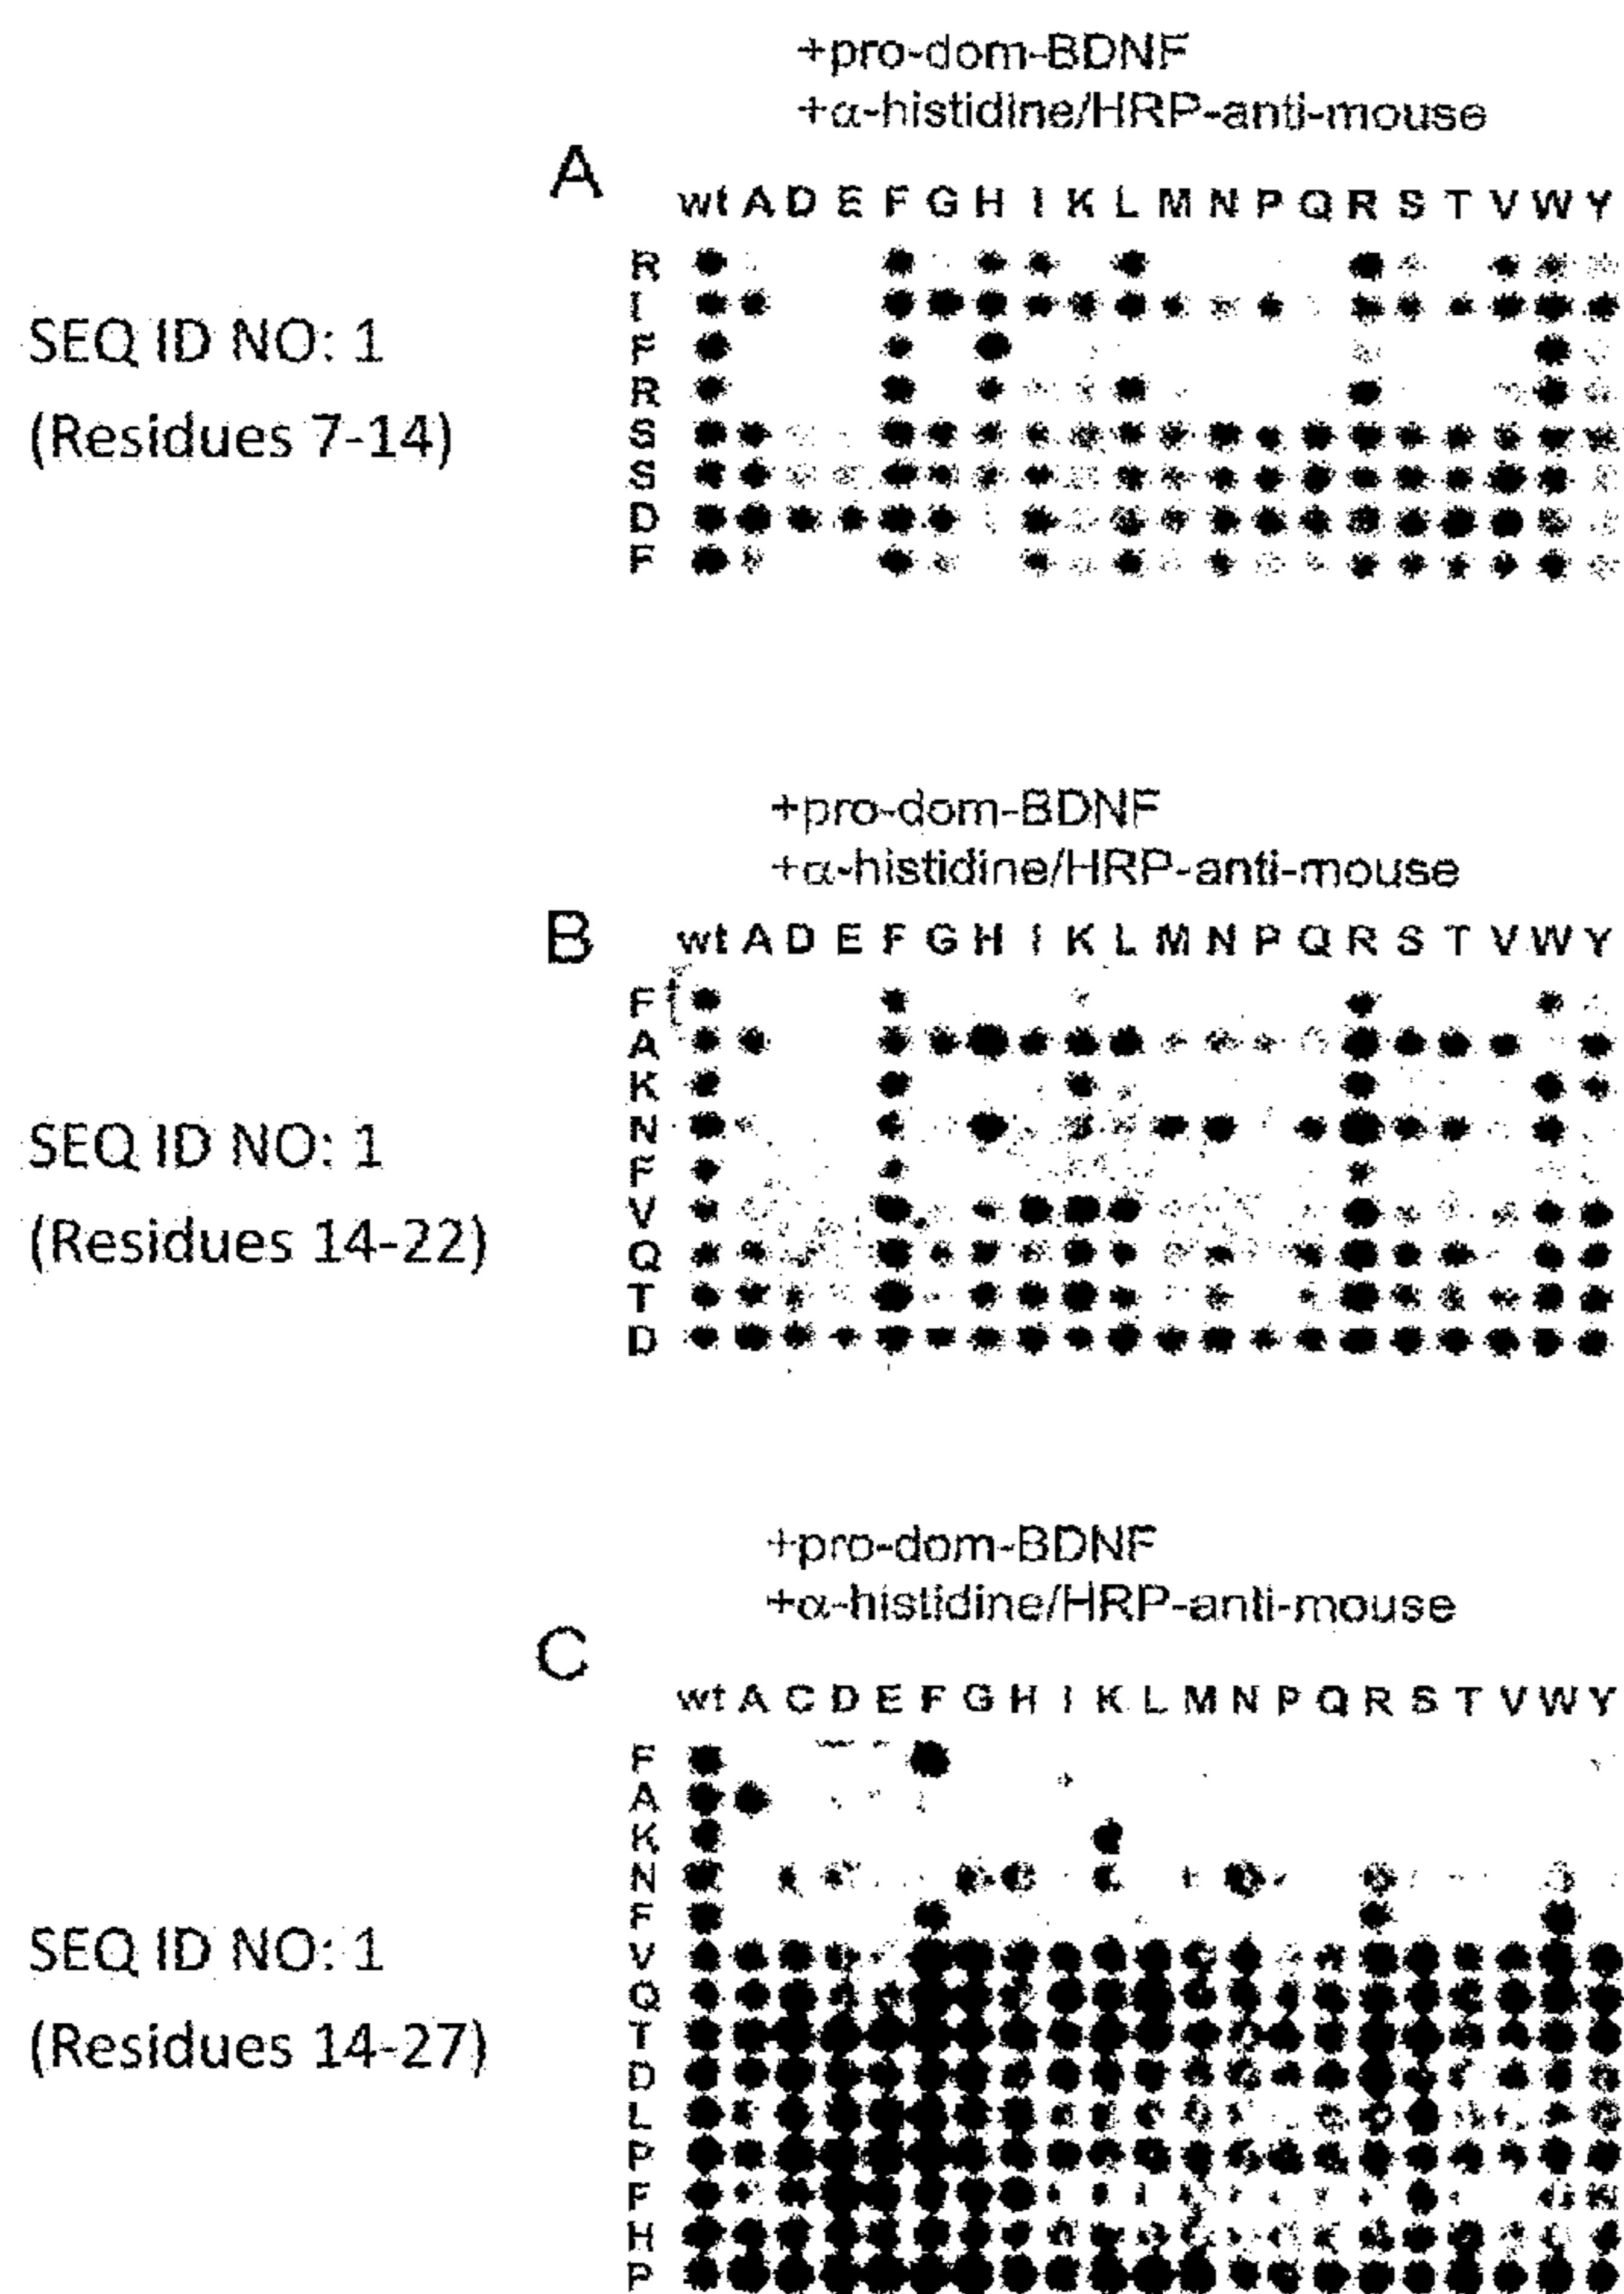 +pro-dom-BDNF
+α-histidine/HRP-anti-mouse
A
wt A D E F G H I K L M N P Q R S T V W Y
R
I
F
R
S
S
D
F
SEQ ID NO: 1
(Residues 7-14)
+pro-dom-BDNF
+α-histidine/HRP-anti-mouse
B
wt A D E F G H I K L M N P Q R S T V W Y
F
A
K
N
F
V
Q
T
D
SEQ ID NO: 1
(Residues 14-22)
+pro-dom-BDNF
+α-histidine/HRP-anti-mouse
C
wt A C D E F G H I K L M N P Q R S T V W Y
F
A
K
N
F
V
Q
T
D
L
P
F
H
P
SEQ ID NO: 1
(Residues 14-27)